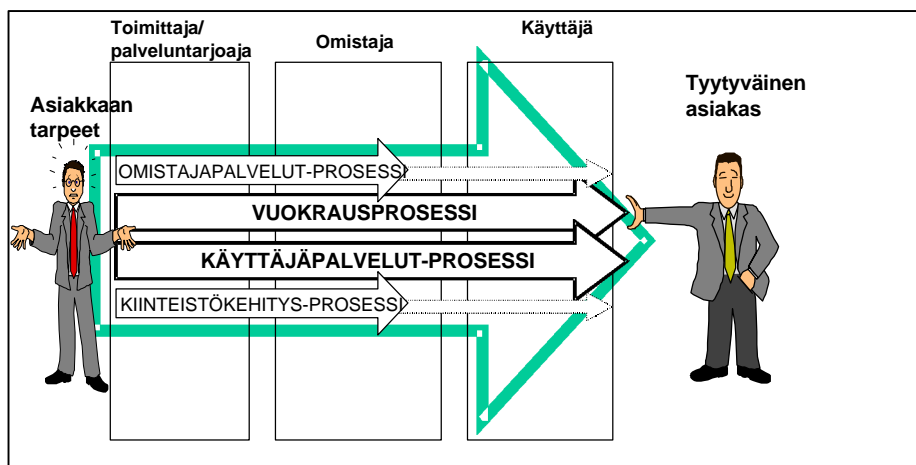 Toimittaja/
palveluntarjoaja
Omistaja
Käyttäjä
Asiakkaan
tarpeet
Tyytyväinen
asiakas
OMISTAJAPALVELUT-PROSESSI
VUOKRAUSPROSESSI
KÄYTTÄJÄPALVELUT-PROSESSI
KIINTEISTÖKEHITYS-PROSESSI